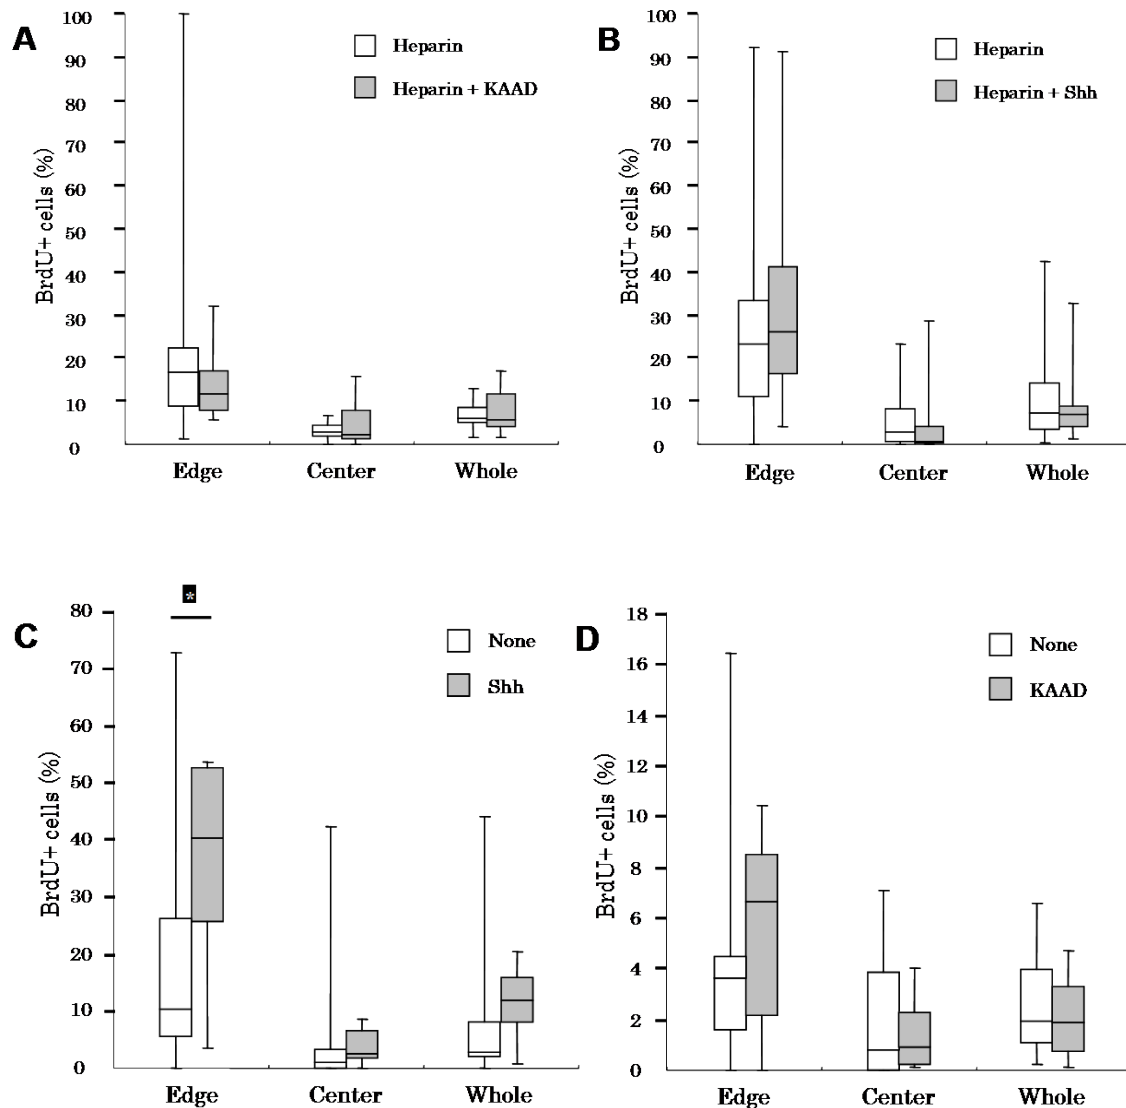 A
BrdU+ cells (%)
100
90
80
70
60
50
40
30
20
10
0
Heparin
Heparin + KAAD
Edge Center Whole
B
BrdU+ cells (%)
100
90
80
70
60
50
40
30
20
10
0
Heparin
Heparin + Shh
Edge Center Whole
C
BrdU+ cells (%)
80
70
60
50
40
30
20
10
0
*
None
Shh
Edge Center Whole
D
BrdU+ cells (%)
18
16
14
12
10
8
6
4
2
0
None
KAAD
Edge Center Whole